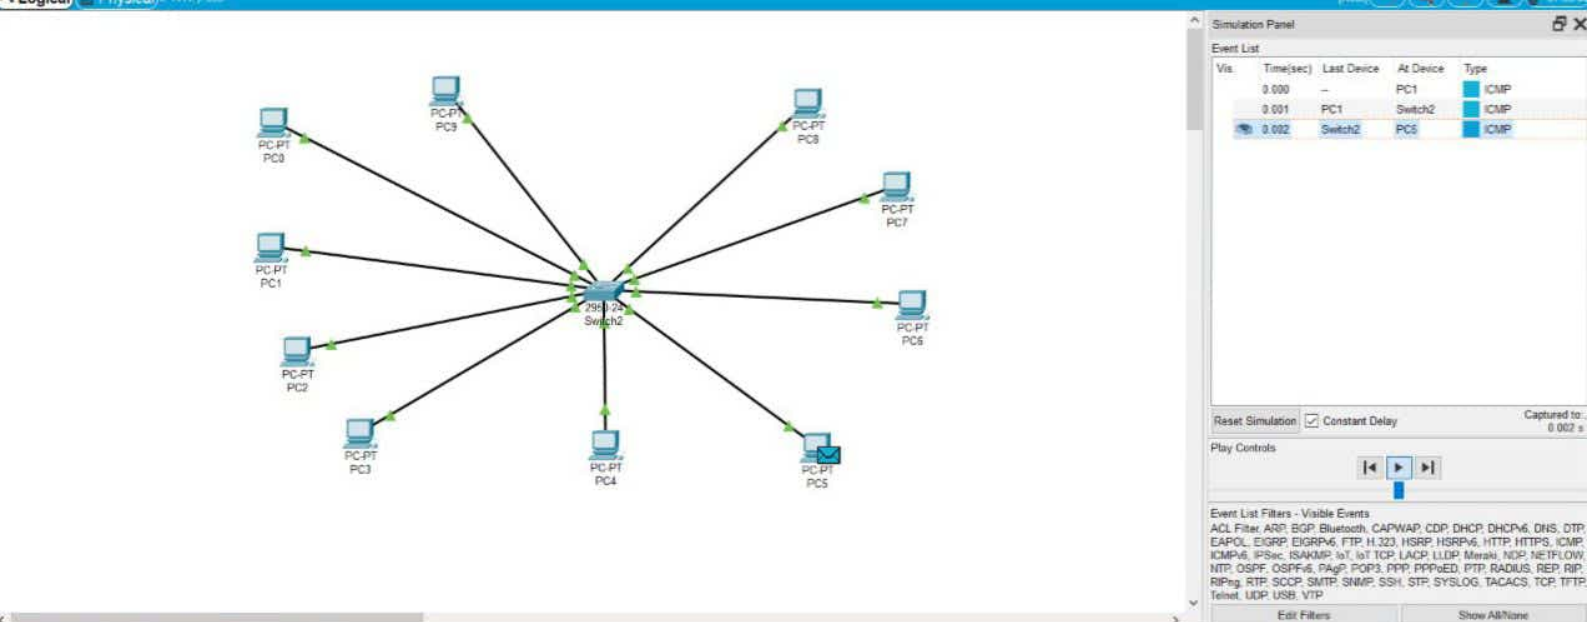 Logical Physical
Simulation Panel
Event List
Vis. Time(sec) Last Device At Device Type
0.000 -- PC1 ICMP
0.001 PC1 Switch2 ICMP
0.002 Switch2 PC5 ICMP
PC-PT
PC9
PC-PT
PC8
PC-PT
PC0
PC-PT
PC7
PC-PT
PC1
2950-24
Switch2
PC-PT
PC6
PC-PT
PC2
PC-PT
PC3
PC-PT
PC4
PC-PT
PC5
Reset Simulation Constant Delay
Captured to:
0.002 s
Play Controls
Event List Filters - Visible Events
ACL Filter, ARP, BGP, Bluetooth, CAPWAP, CDP, DHCP, DHCPv6, DNS, DTP,
EAPOL, EIGRP, EIGRPv6, FTP, H.323, HSRP, HSRPv6, HTTP, HTTPS, ICMP,
ICMPv6, IPSec, ISAKMP, IoT, IoT TCP, LACP, LLDP, Meraki, NDP, NETFLOW,
NTP, OSPF, OSPFv6, PAgP, POP3, PPP, PPPoED, PTP, RADIUS, REP, RIP,
RIPng, RTP, SCCP, SMTP, SNMP, SSH, STP, SYSLOG, TACACS, TCP, TFTP,
Telnet, UDP, USB, VTP
Edit Filters Show All/None